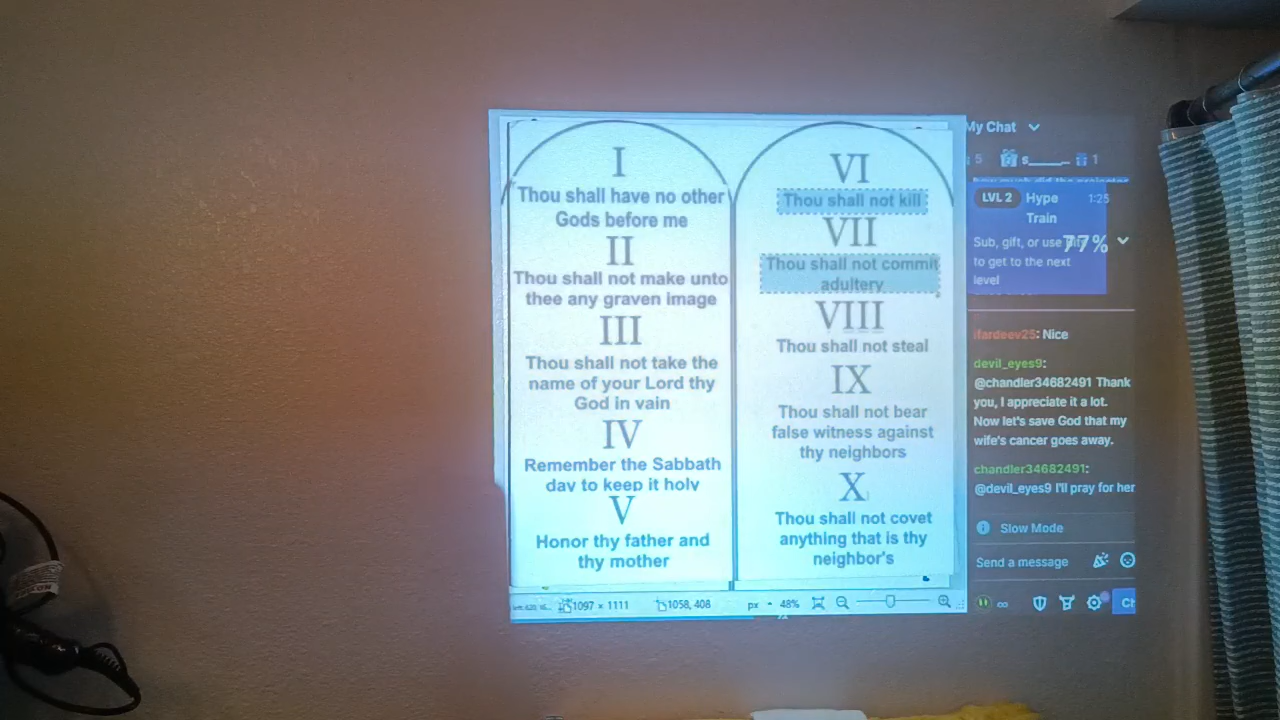 I
Thou shall have no other
Gods before me
II
Thou shall not make unto
thee any graven image
III
Thou shall not take the
name of your Lord thy
God in vain
IV
Remember the Sabbath
day to keep it holy
V
Honor thy father and
thy mother
VI
Thou shall not kill
VII
Thou shall not commit
adultery
VIII
Thou shall not steal
IX
Thou shall not bear
false witness against
thy neighbors
X
Thou shall not covet
anything that is thy
neighbor's
1097 × 1111
1058, 408
px
48%
My Chat
5
s
1
LVL 2
Hype
Train
1:25
77%
Sub, gift, or use
to get to the next
level
ifardeev25: Nice
devil_eyes9:
@chandler34682491 Thank
you, I appreciate it a lot.
Now let's save God that my
wife's cancer goes away.
chandler34682491:
@devil_eyes9 I'll pray for her
Slow Mode
Send a message
∞
Ch